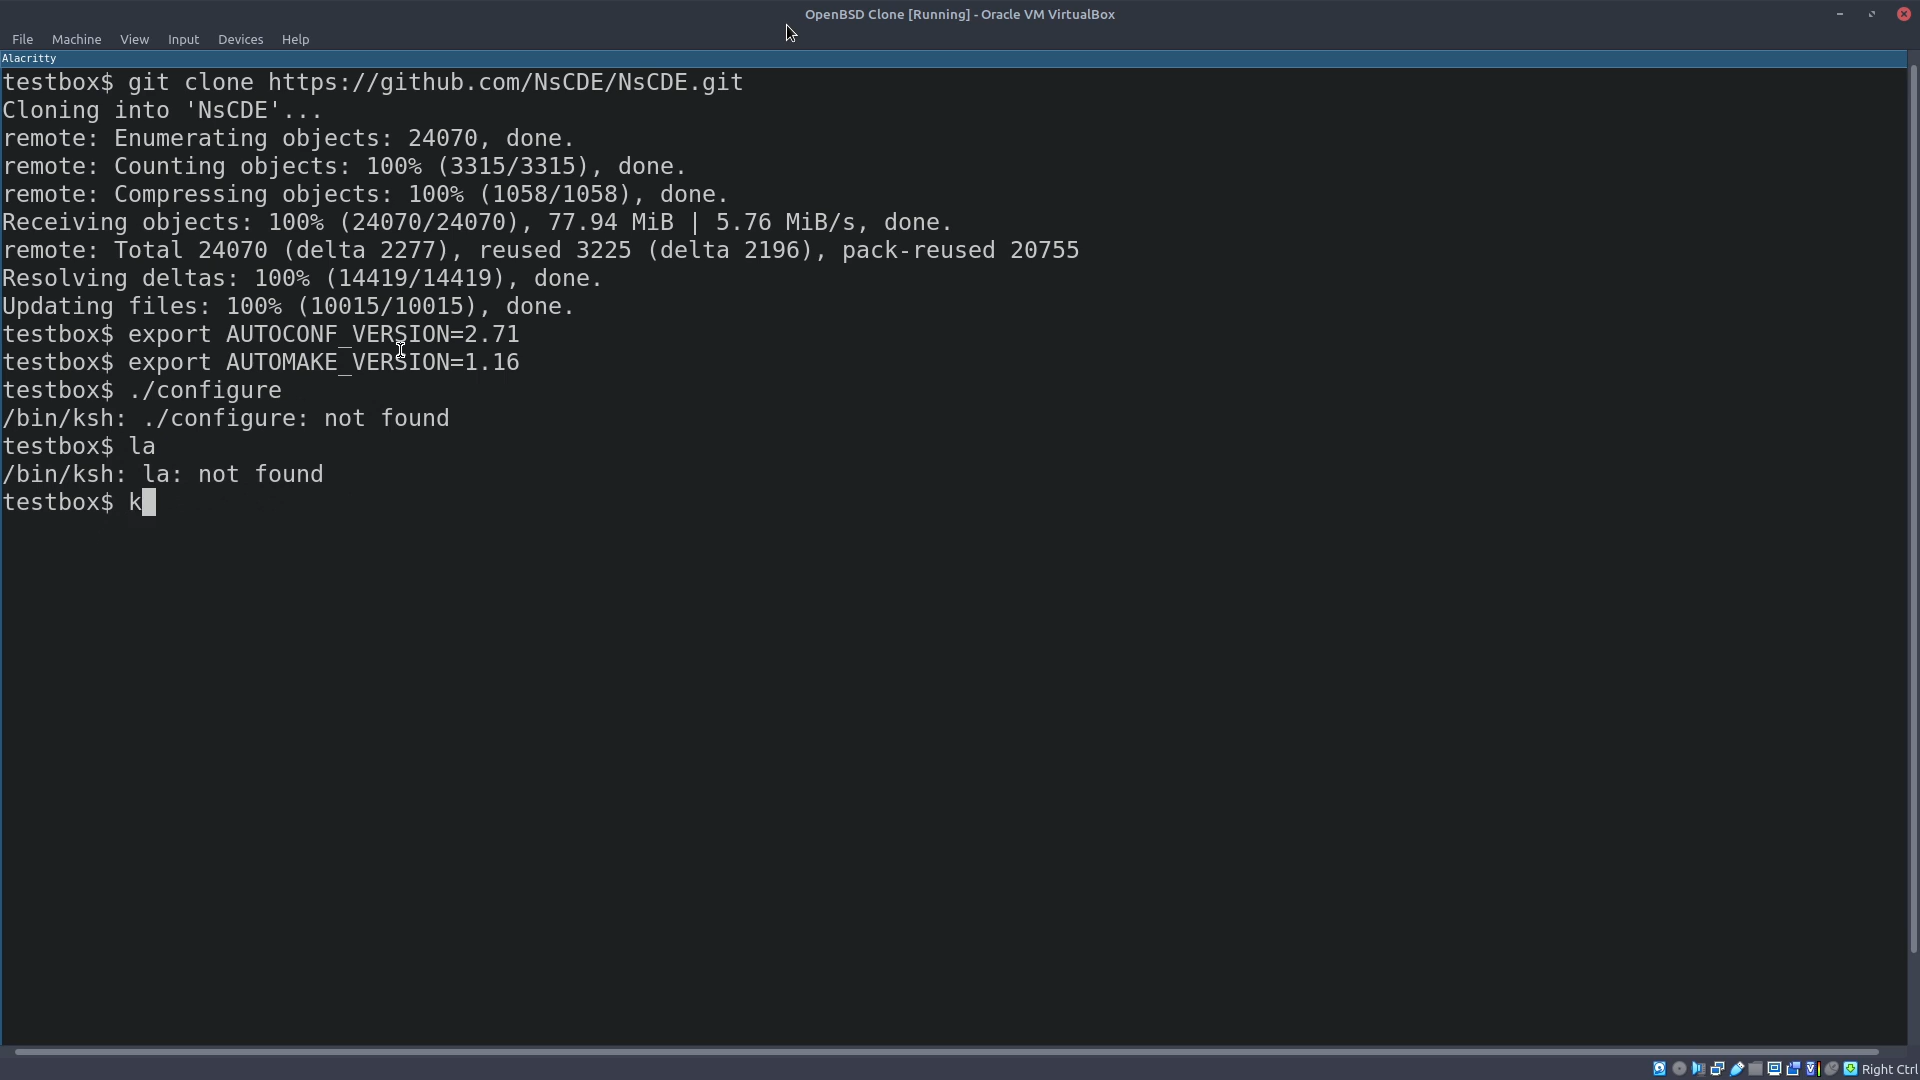 OpenBSD Clone [Running] - Oracle VM VirtualBox
File Machine View Input Devices Help
Alacritty
testbox$ git clone https://github.com/NsCDE/NsCDE.git
Cloning into 'NsCDE'...
remote: Enumerating objects: 24070, done.
remote: Counting objects: 100% (3315/3315), done.
remote: Compressing objects: 100% (1058/1058), done.
Receiving objects: 100% (24070/24070), 77.94 MiB | 5.76 MiB/s, done.
remote: Total 24070 (delta 2277), reused 3225 (delta 2196), pack-reused 20755
Resolving deltas: 100% (14419/14419), done.
Updating files: 100% (10015/10015), done.
testbox$ export AUTOCONF_VERSION=2.71
testbox$ export AUTOMAKE_VERSION=1.16
testbox$ ./configure
/bin/ksh: ./configure: not found
testbox$ la
/bin/ksh: la: not found
testbox$ k
Right Ctrl